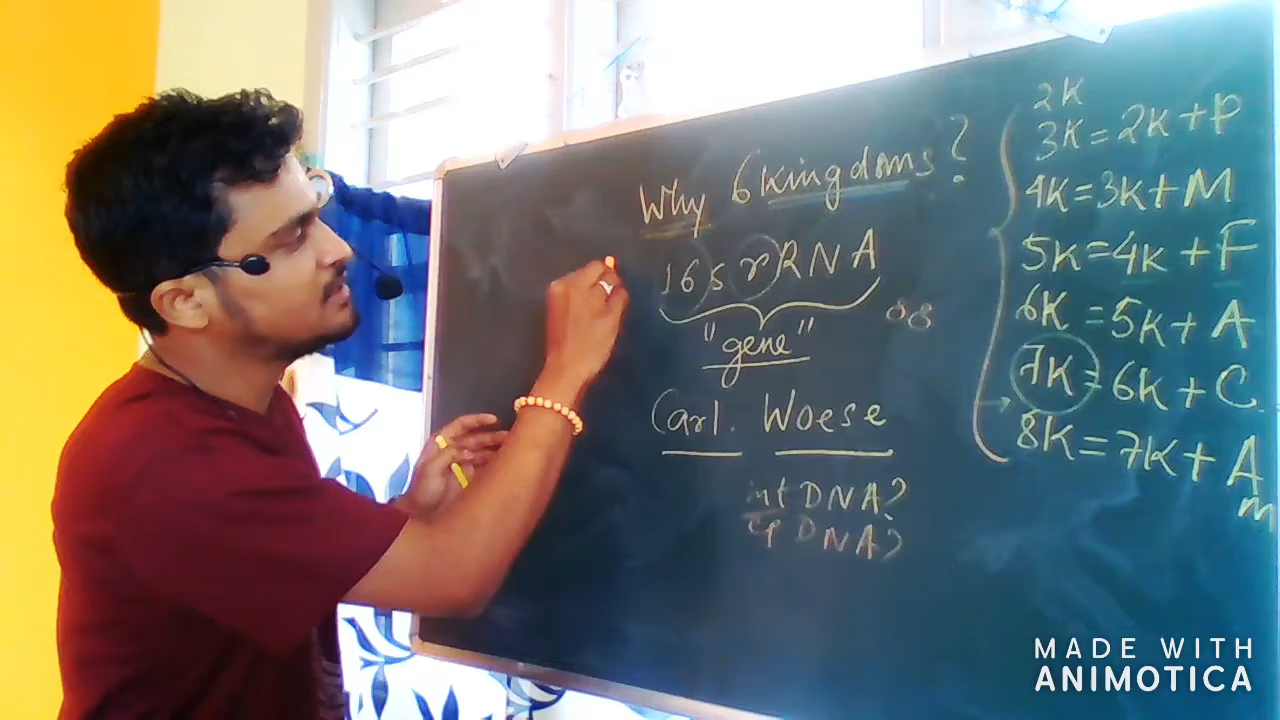 Why 6 kingdoms?
16s rRNA
"gene"
Carl. Woese
mt DNA?
cp DNA?
2K
3K = 2K + P
4K = 3K + M
5K = 4K + F
6K = 5K + A
7K = 6K + C
8K = 7K + A
m
MADE WITH
ANIMOTICA